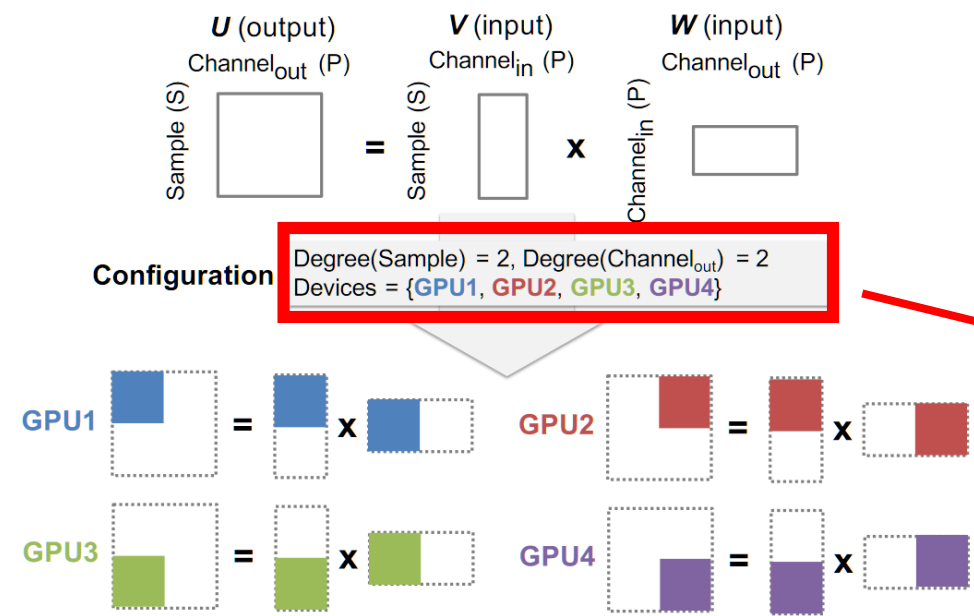 U (output)
V (input)
W (input)
Channelout (P)
Channelin (P)
Channelout (P)
Sample (S)
=
Sample (S)
x
Channelin (P)
Configuration
Degree(Sample) = 2, Degree(Channelout) = 2
Devices = {GPU1, GPU2, GPU3, GPU4}
GPU1
=
x
GPU2
=
x
GPU3
=
x
GPU4
=
x